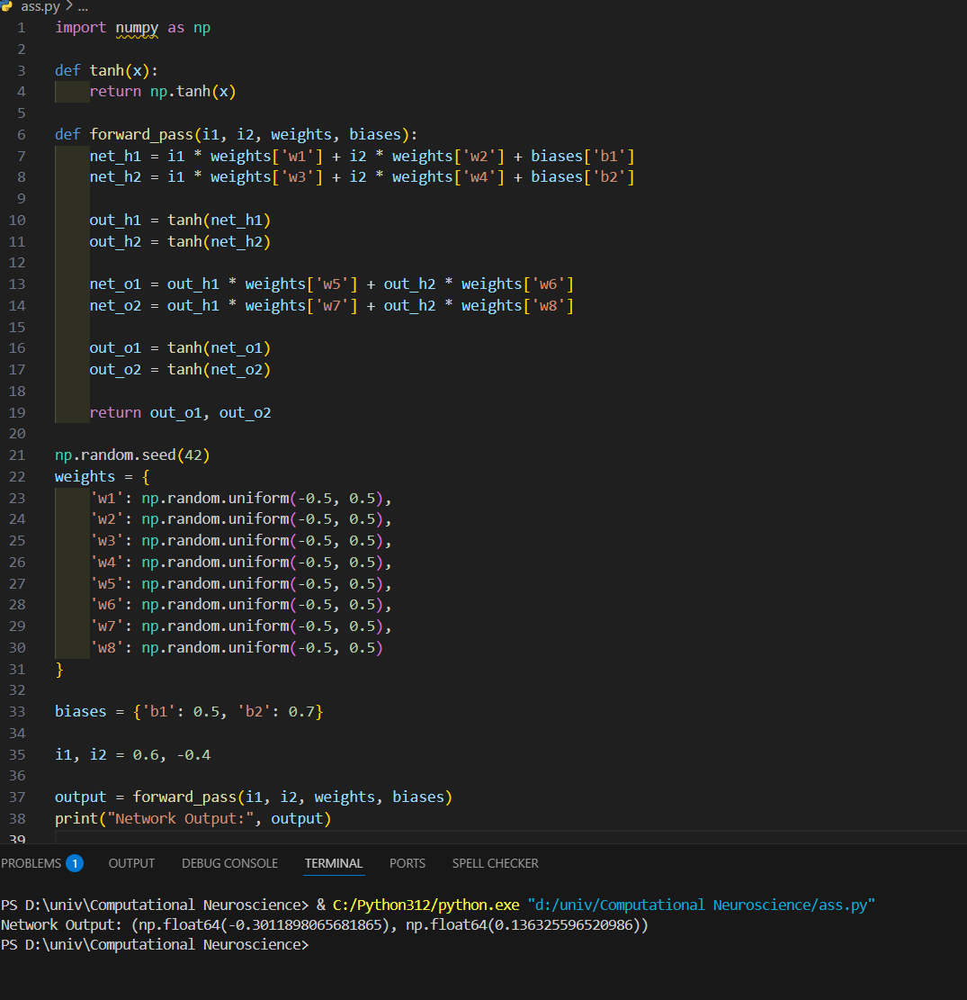 ass.py > ...
1 import numpy as np
2
3 def tanh(x):
4     return np.tanh(x)
5
6 def forward_pass(i1, i2, weights, biases):
7     net_h1 = i1 * weights['w1'] + i2 * weights['w2'] + biases['b1']
8     net_h2 = i1 * weights['w3'] + i2 * weights['w4'] + biases['b2']
9
10     out_h1 = tanh(net_h1)
11     out_h2 = tanh(net_h2)
12
13     net_o1 = out_h1 * weights['w5'] + out_h2 * weights['w6']
14     net_o2 = out_h1 * weights['w7'] + out_h2 * weights['w8']
15
16     out_o1 = tanh(net_o1)
17     out_o2 = tanh(net_o2)
18
19     return out_o1, out_o2
20
21 np.random.seed(42)
22 weights = {
23     'w1': np.random.uniform(-0.5, 0.5),
24     'w2': np.random.uniform(-0.5, 0.5),
25     'w3': np.random.uniform(-0.5, 0.5),
26     'w4': np.random.uniform(-0.5, 0.5),
27     'w5': np.random.uniform(-0.5, 0.5),
28     'w6': np.random.uniform(-0.5, 0.5),
29     'w7': np.random.uniform(-0.5, 0.5),
30     'w8': np.random.uniform(-0.5, 0.5)
31 }
32
33 biases = {'b1': 0.5, 'b2': 0.7}
34
35 i1, i2 = 0.6, -0.4
36
37 output = forward_pass(i1, i2, weights, biases)
38 print("Network Output:", output)
39
PROBLEMS 1 OUTPUT DEBUG CONSOLE TERMINAL PORTS SPELL CHECKER
PS D:\univ\Computational Neuroscience> & C:/Python312/python.exe "d:/univ/Computational Neuroscience/ass.py"
Network Output: (np.float64(-0.3011898065681865), np.float64(0.136325596520986))
PS D:\univ\Computational Neuroscience>